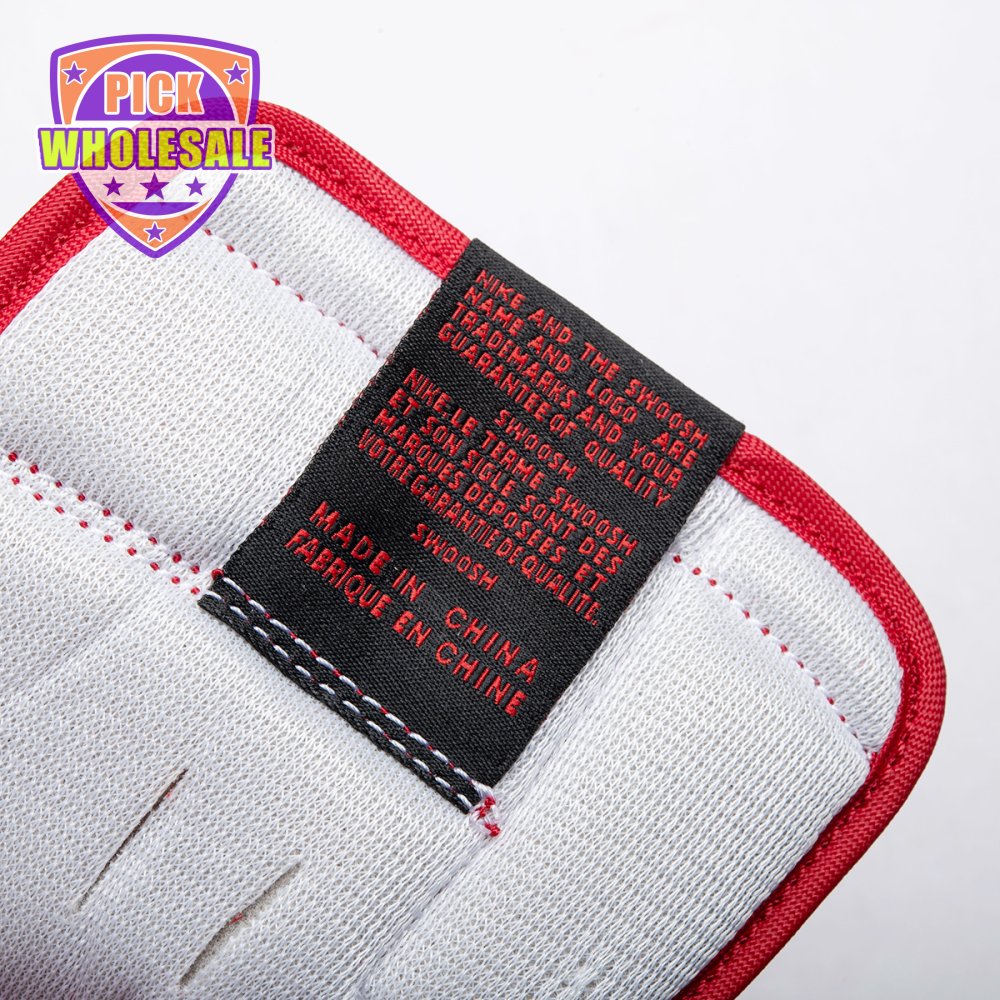 PICK
WHOLESALE
NIKE AND THE SWOOSH
NAME AND LOGO ARE
TRADEMARKS AND YOUR
GUARANTEE OF QUALITY
SWOOSH
NIKE.LE TERME SWOOSH
ET SON SIGLE SONT DES
MARQUES DEPOSÉES ET
VOTRE GARANTIE DE QUALITE.
SWOOSH
MADE IN CHINA
FABRIQUE EN CHINE